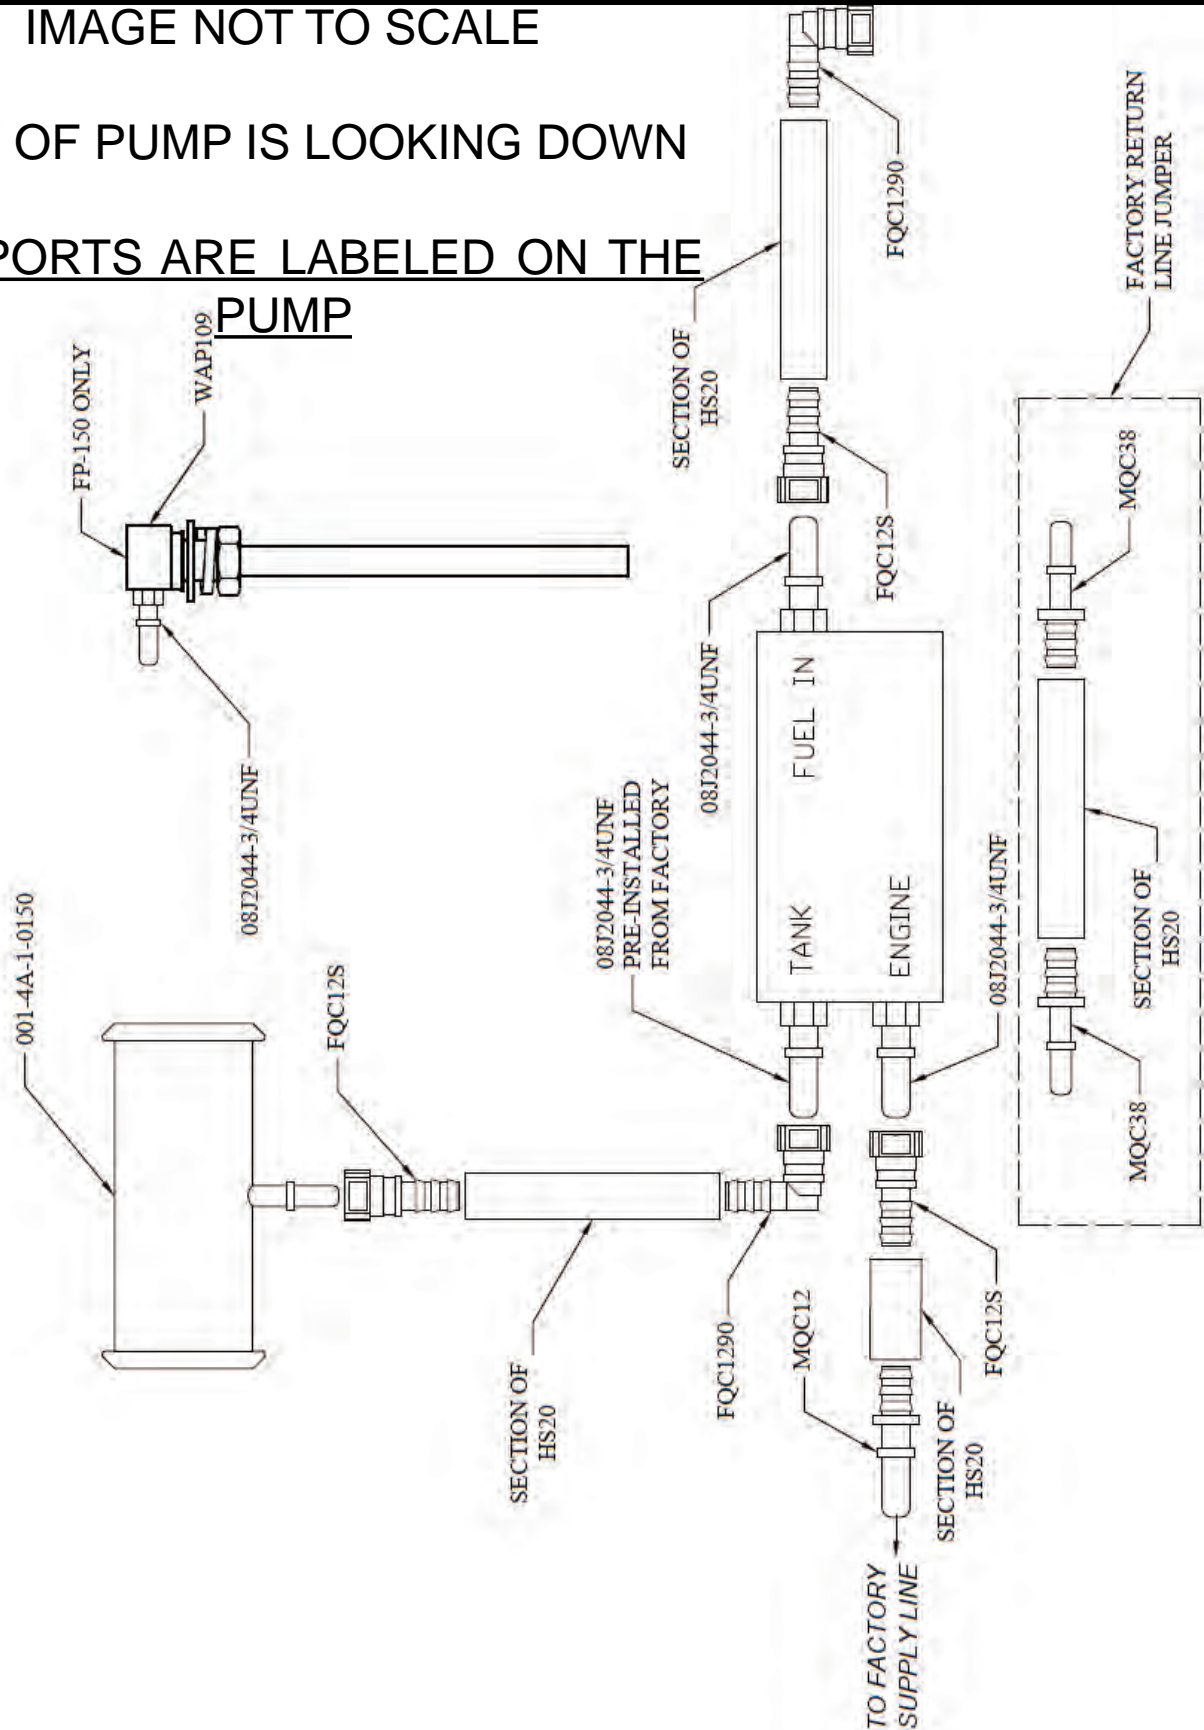 IMAGE NOT TO SCALE
OF PUMP IS LOOKING DOWN
PORTS ARE LABELED ON THE
PUMP
FP-150 ONLY
WAP109
08J2044-3/4UNF
001-4A-1-0150
FQC12S
SECTION OF
HS20
FQC1290
08J2044-3/4UNF
PRE-INSTALLED
FROM FACTORY
TANK
FUEL IN
ENGINE
08J2044-3/4UNF
FQC12S
SECTION OF
HS20
FQC1290
08J2044-3/4UNF
FQC12S
SECTION OF
HS20
MQC12
TO FACTORY
SUPPLY LINE
FACTORY RETURN
LINE JUMPER
MQC38
SECTION OF
HS20
MQC38